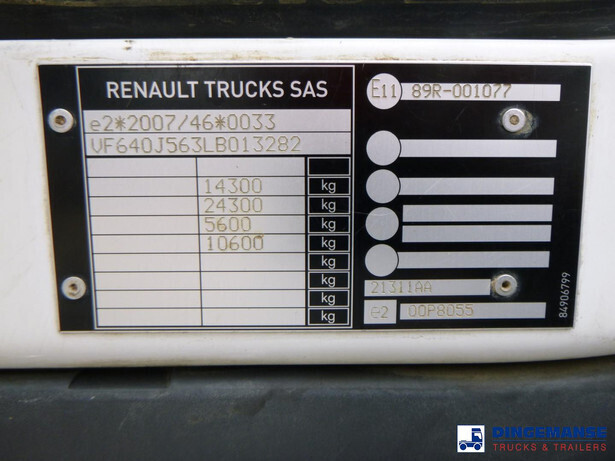 RENAULT TRUCKS SAS
e2*2007/46*0033
VF640J563LB013282
14300 kg
24300 kg
5600 kg
10600 kg
kg
kg
kg
kg
E11 89R-001077
21311AA
e2 00P8055
84906799
DINGEMANSE
TRUCKS & TRAILERS